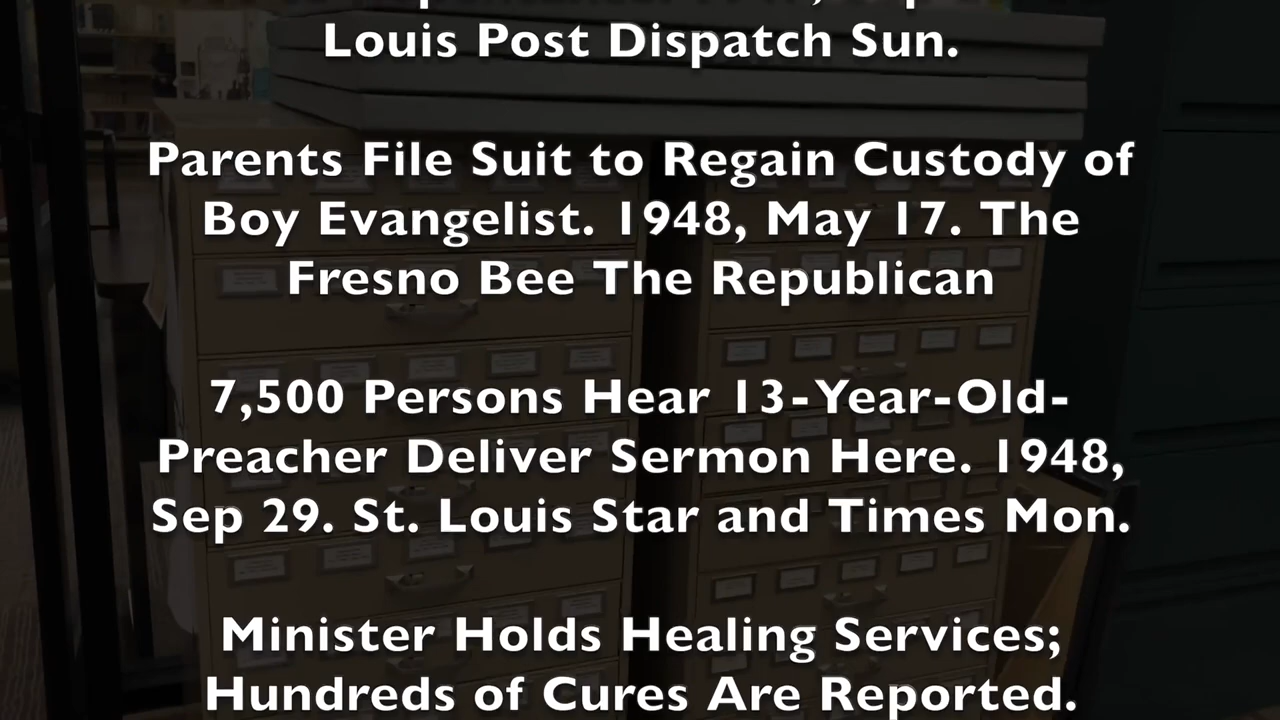 Louis Post Dispatch Sun.
Parents File Suit to Regain Custody of
Boy Evangelist. 1948, May 17. The
Fresno Bee The Republican
7,500 Persons Hear 13-Year-Old-
Preacher Deliver Sermon Here. 1948,
Sep 29. St. Louis Star and Times Mon.
Minister Holds Healing Services;
Hundreds of Cures Are Reported.